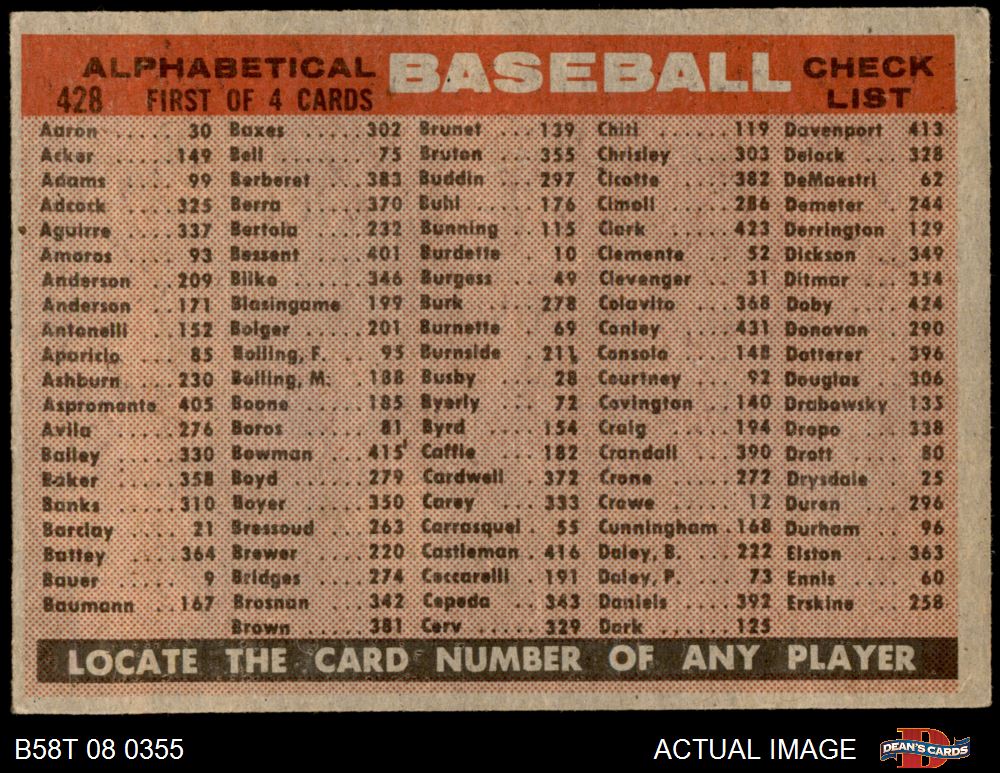 ALPHABETICAL BASEBALL CHECK
428 FIRST OF 4 CARDS LIST
Aaron ...... 30 Baxes ..... 302 Brunet ... 139 Chiti ...... 119 Davenport 413
Acker ..... 149 Bell ....... 75 Bruton ... 355 Chrisley ... 303 Delock ... 328
Adams .... 99 Berberet ... 383 Buddin ... 297 Cicotte .... 382 DeMaestri 62
Adcock .... 325 Berra ..... 370 Buhl ..... 176 Cimoli .... 286 Demeter .. 244
Aguirre .... 337 Bertoia .... 232 Bunning ... 115 Clark ..... 423 Derrington 129
Amoros ... 93 Bessent .... 401 Burdette .. 10 Clemente .. 52 Dickson .. 349
Anderson .. 209 Bilko ..... 346 Burgess ... 49 Clevenger .. 31 Ditmar ... 354
Anderson .. 171 Blasingame 199 Burk ..... 278 Colavito ... 368 Doby .... 424
Antonelli .. 152 Bolger ..... 201 Burnette .. 69 Conley .... 431 Donovan .. 290
Aparicio ... 85 Bolling, F. .. 95 Burnside . 211 Consolo ... 148 Dotterer .. 396
Ashburn ... 230 Bolling, M. . 188 Busby .... 28 Courtney ... 92 Douglas .. 306
Aspromonte 405 Boone ..... 185 Byerly .... 72 Covington .. 140 Drabowsky 135
Avila ..... 276 Boros ..... 81 Byrd ..... 154 Craig ..... 194 Dropo ... 338
Bailey ..... 330 Bowman ... 415 Caffie .... 182 Crandall ... 390 Drott .... 80
Baker ..... 358 Boyd ..... 279 Cardwell .. 372 Crone ..... 272 Drysdale .. 25
Banks ..... 310 Boyer ..... 350 Carey .... 333 Crowe ..... 12 Duren ... 296
Barclay .... 21 Bressoud ... 263 Carrasquel . 55 Cunningham . 168 Durham .. 96
Battey .... 364 Brewer .... 220 Castleman . 416 Daley, B. ... 222 Elston ... 363
Bauer ..... 9 Bridges .... 274 Ceccarelli . 191 Daley, P. ... 73 Ennis .... 60
Baumann .. 167 Brosnan ... 342 Cepeda ... 343 Daniels .... 392 Erskine .. 258
Brown ..... 381 Cerv ..... 329 Dark ..... 125
LOCATE THE CARD NUMBER OF ANY PLAYER
B58T 08 0355 ACTUAL IMAGE DEAN'S CARDS